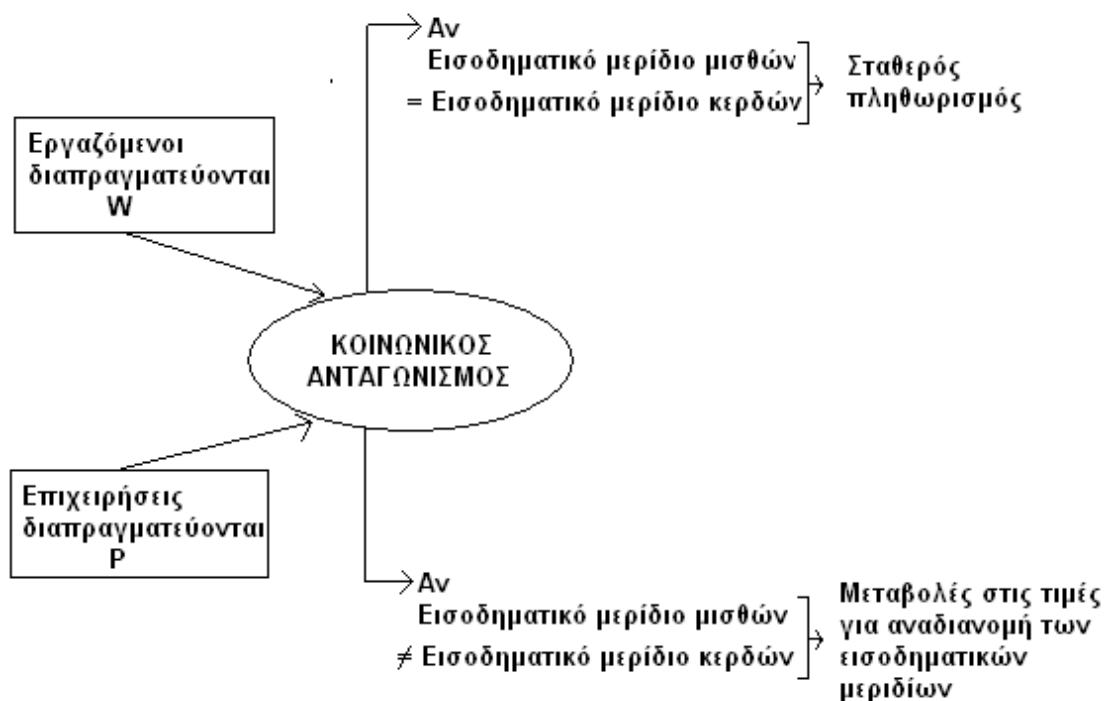 Αν
Εισοδηματικό μερίδιο μισθών
= Εισοδηματικό μερίδιο κερδών
Σταθερός
πληθωρισμός
Εργαζόμενοι
διαπραγματεύονται
W
ΚΟΙΝΩΝΙΚΟΣ
ΑΝΤΑΓΩΝΙΣΜΟΣ
Επιχειρήσεις
διαπραγματεύονται
P
Αν
Εισοδηματικό μερίδιο μισθών
≠ Εισοδηματικό μερίδιο κερδών
Μεταβολές στις τιμές
για αναδιανομή των
εισοδηματικών
μεριδίων